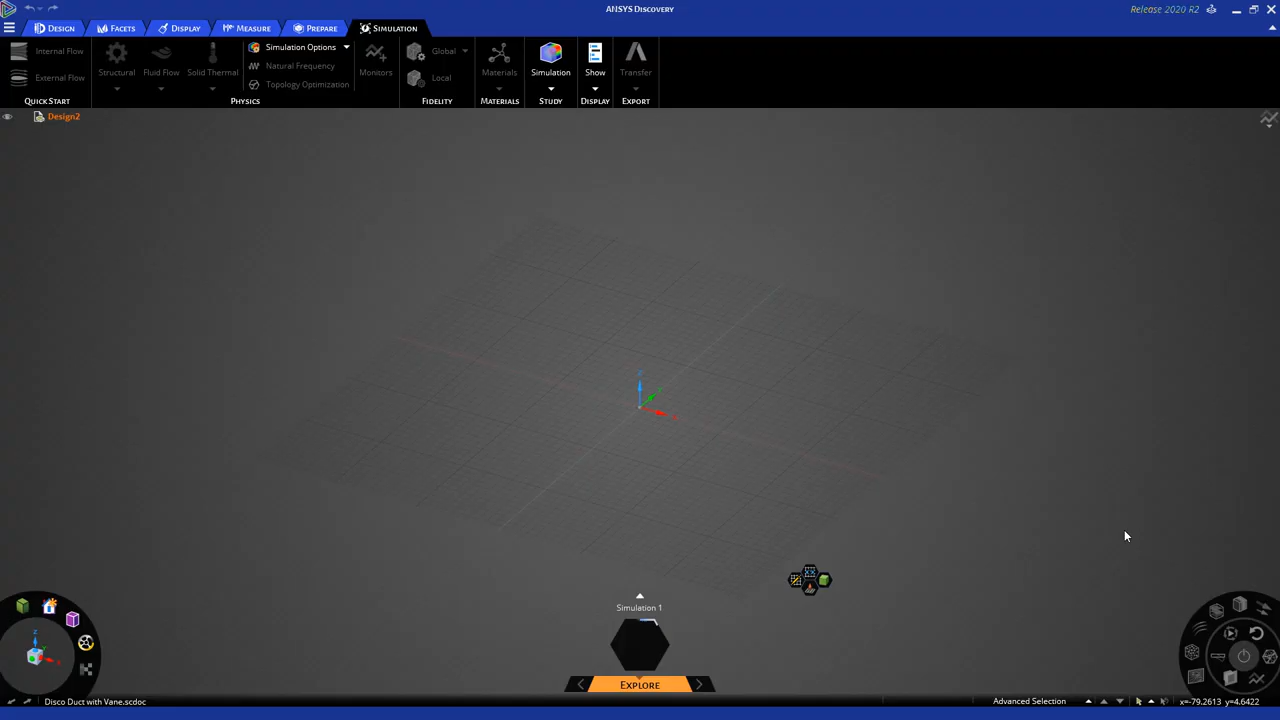 ANSYS Discovery
Release 2020 R2
Design
Facets
Display
Measure
Prepare
Simulation
Internal Flow
External Flow
Quick Start
Structural
Fluid Flow
Solid Thermal
Simulation Options
Natural Frequency
Topology Optimization
Physics
Monitors
Global
Local
Fidelity
Materials
Materials
Simulation
Study
Show
Display
Transfer
Export
Design2
Z
Simulation 1
Explore
Z
Disco Duct with Vane.scdoc
Advanced Selection
x=-79.2613 y=4.6422